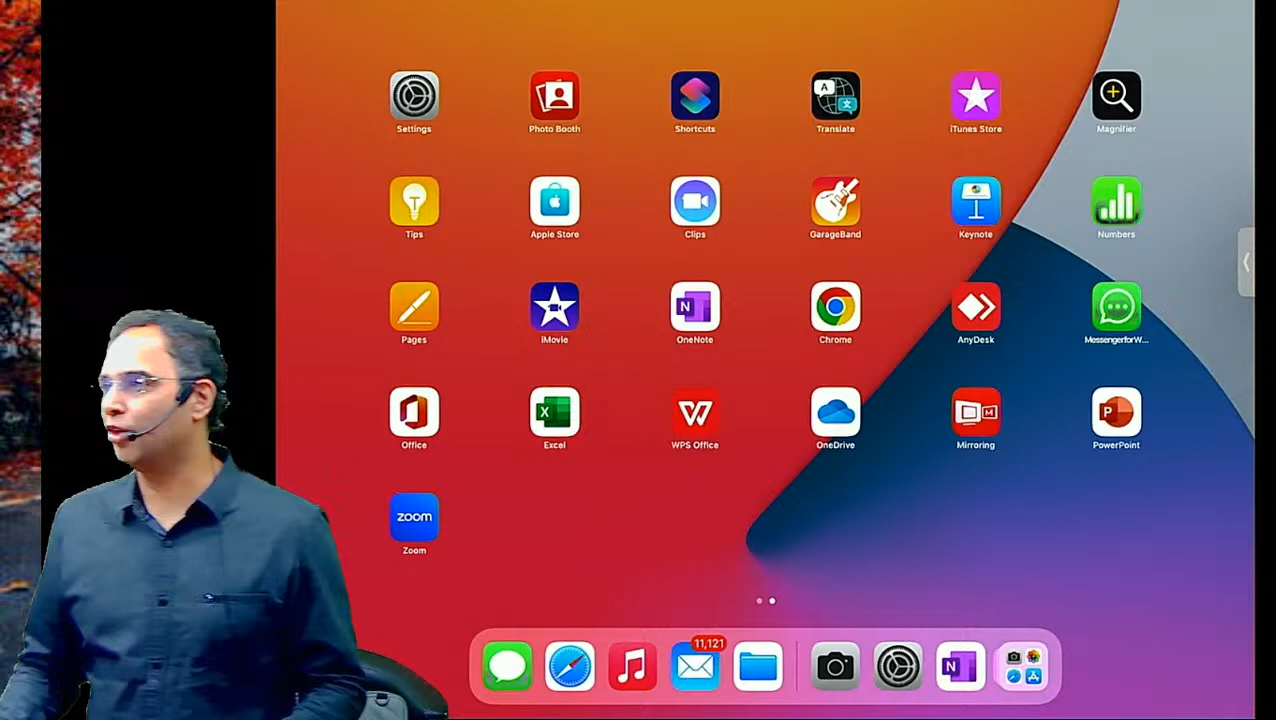 Settings
Photo Booth
Shortcuts
A
文
Translate
iTunes Store
Magnifier
Tips
Apple Store
Clips
GarageBand
Keynote
Numbers
Pages
iMovie
N
OneNote
Chrome
AnyDesk
MessengerforW...
Office
X
Excel
W
WPS Office
OneDrive
M
Mirroring
P
PowerPoint
zoom
Zoom
11,121
N